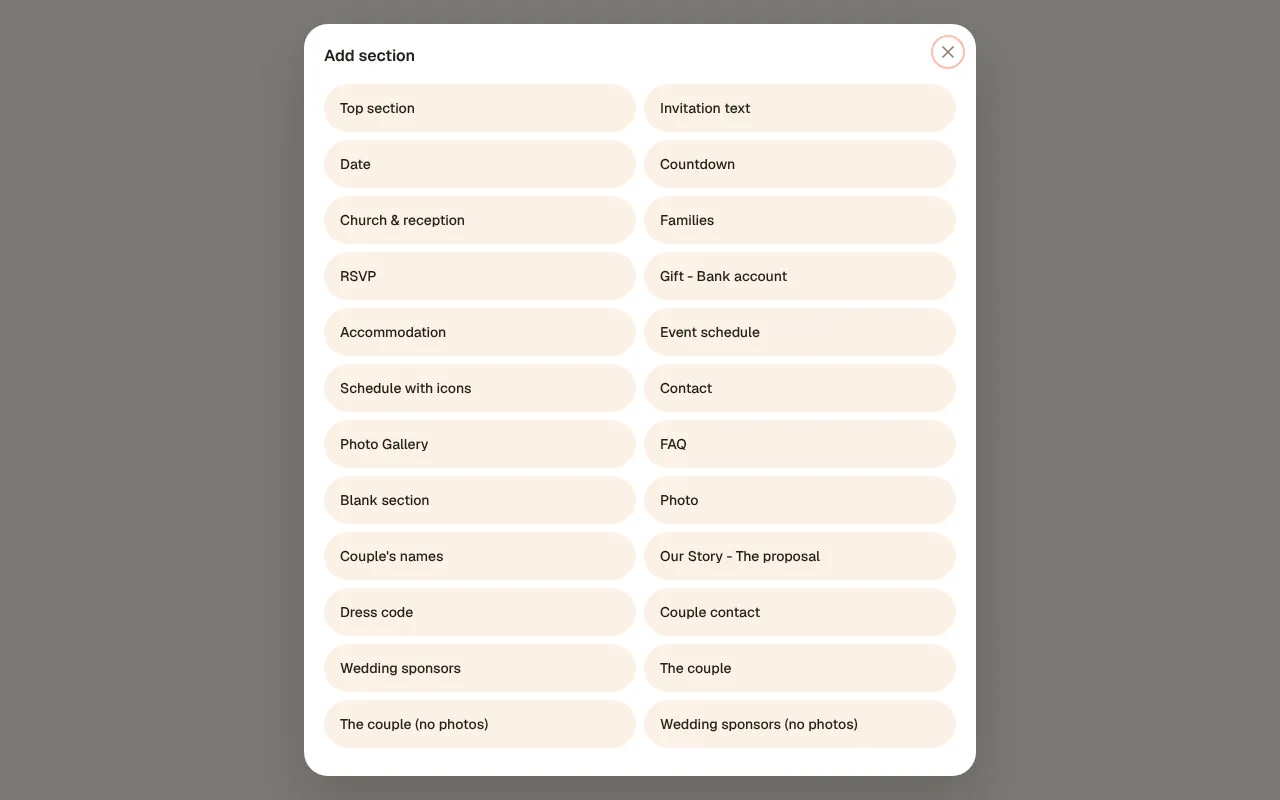 Add section
Top section
Invitation text
Date
Countdown
Church & reception
Families
RSVP
Gift - Bank account
Accommodation
Event schedule
Schedule with icons
Contact
Photo Gallery
FAQ
Blank section
Photo
Couple's names
Our Story - The proposal
Dress code
Couple contact
Wedding sponsors
The couple
The couple (no photos)
Wedding sponsors (no photos)